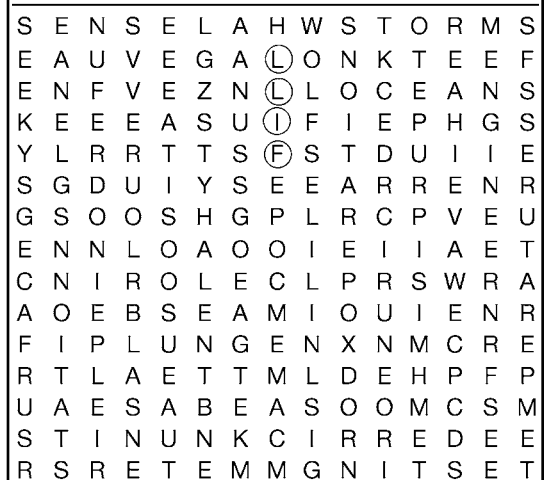 S E N S E L A H W S T O R M S
E A U V E G A L O N K T E E F
E N F V E Z N L L O C E A N S
K E E E A S U I F I E P H G S
Y L R R T T S F S T D U I I E
S G D U I Y S E E A R R E N R
G S O O S H G P L R C P V E U
E N N L O A O O I E I I A E T
C N I R O L E C L P R S W R A
A O E B S E A M I O U I E N R
F I P L U N G E N X N M C R E
R T L A E T T M L D E H P F P
U A E S A B E A S O O M C S M
S T I N U N K C I R R E D E E
R S R E T E M M G N I T S E T